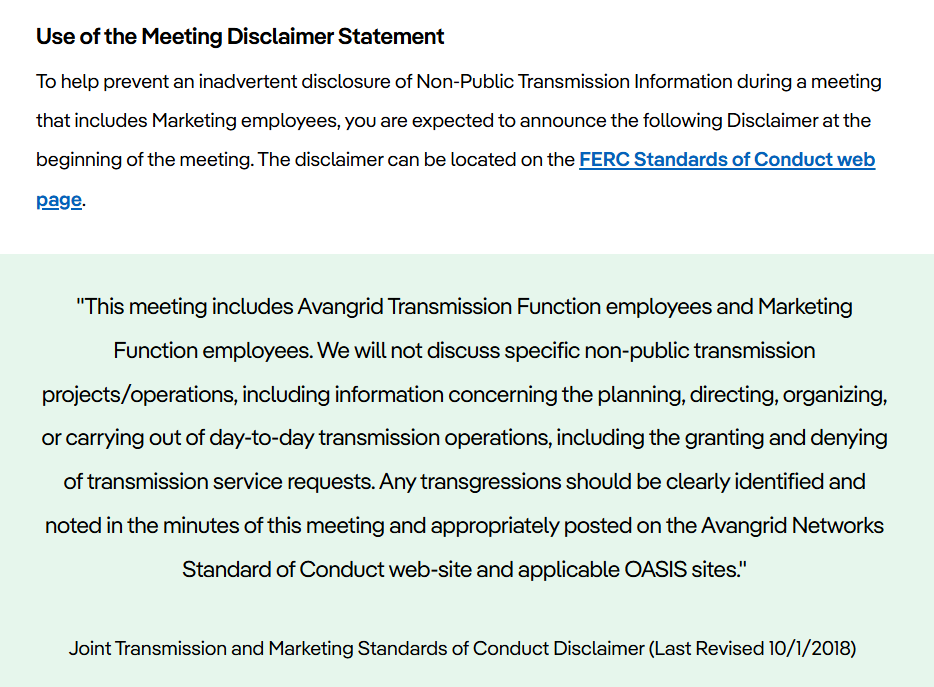 Use of the Meeting Disclaimer Statement
To help prevent an inadvertent disclosure of Non-Public Transmission Information during a meeting
that includes Marketing employees, you are expected to announce the following Disclaimer at the
beginning of the meeting. The disclaimer can be located on the FERC Standards of Conduct web
page.
"This meeting includes Avangrid Transmission Function employees and Marketing
Function employees. We will not discuss specific non-public transmission
projects/operations, including information concerning the planning, directing, organizing,
or carrying out of day-to-day transmission operations, including the granting and denying
of transmission service requests. Any transgressions should be clearly identified and
noted in the minutes of this meeting and appropriately posted on the Avangrid Networks
Standard of Conduct web-site and applicable OASIS sites."
Joint Transmission and Marketing Standards of Conduct Disclaimer (Last Revised 10/1/2018)